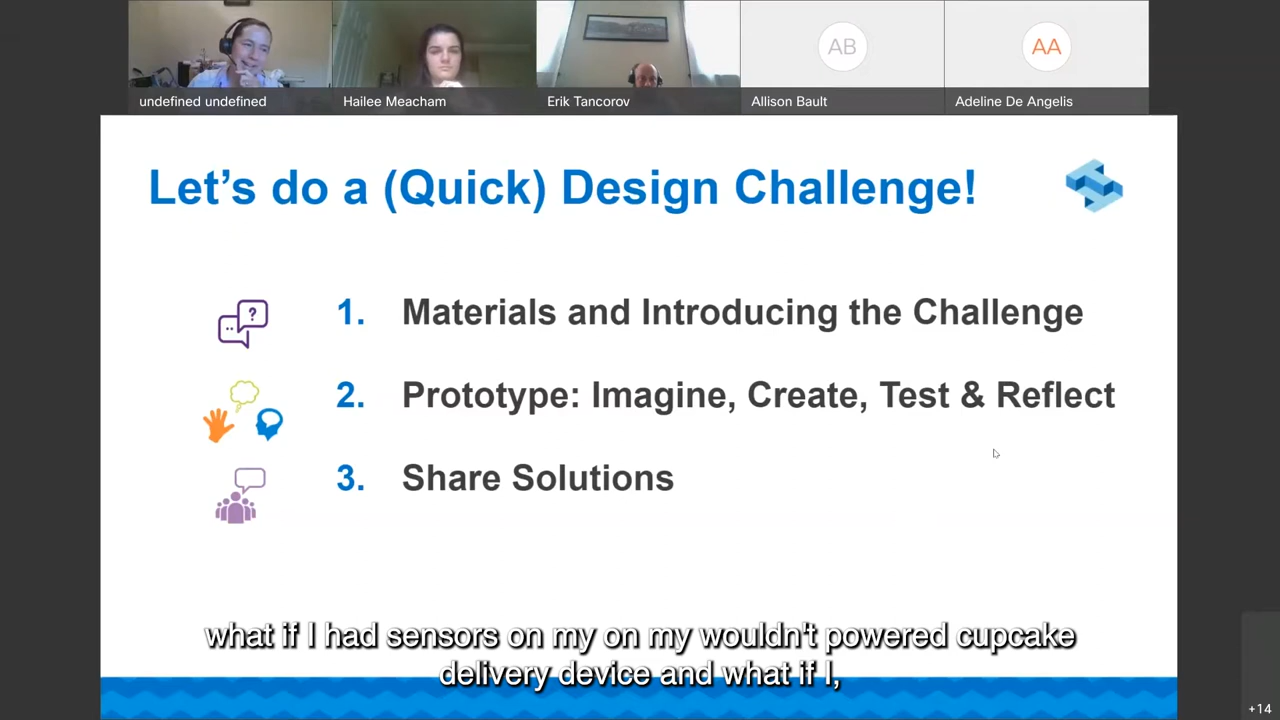 AB
AA
undefined undefined
Hailee Meacham
Erik Tancorov
Allison Bault
Adeline De Angelis
Let's do a (Quick) Design Challenge!
?
1. Materials and Introducing the Challenge
2. Prototype: Imagine, Create, Test & Reflect
3. Share Solutions
what if I had sensors on my on my wouldn't powered cupcake
delivery device and what if I,
+14